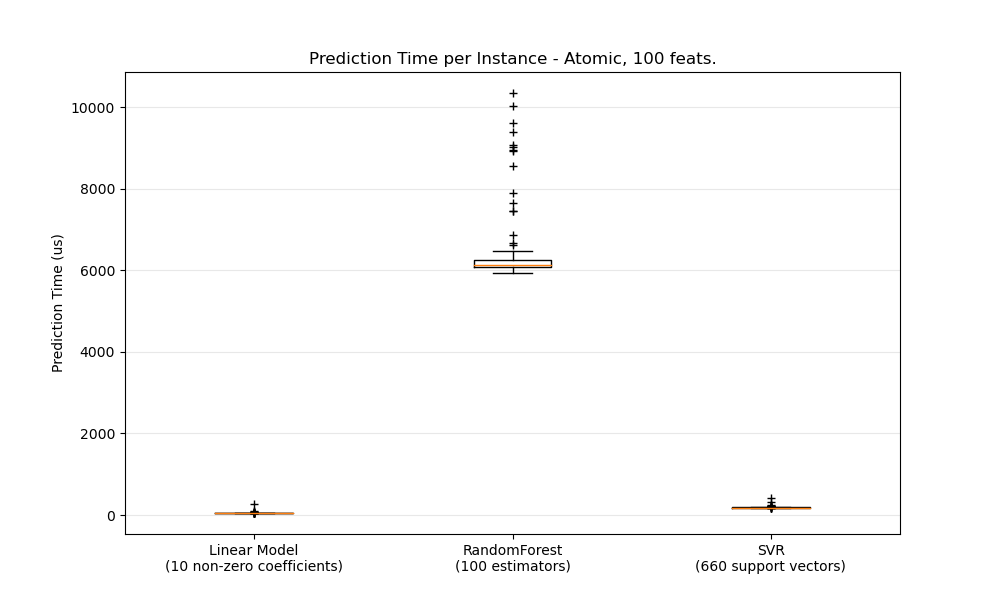 Prediction Time per Instance - Atomic, 100 feats.
Prediction Time (us)
10000
8000
6000
4000
2000
0
Linear Model
(10 non-zero coefficients)
RandomForest
(100 estimators)
SVR
(660 support vectors)